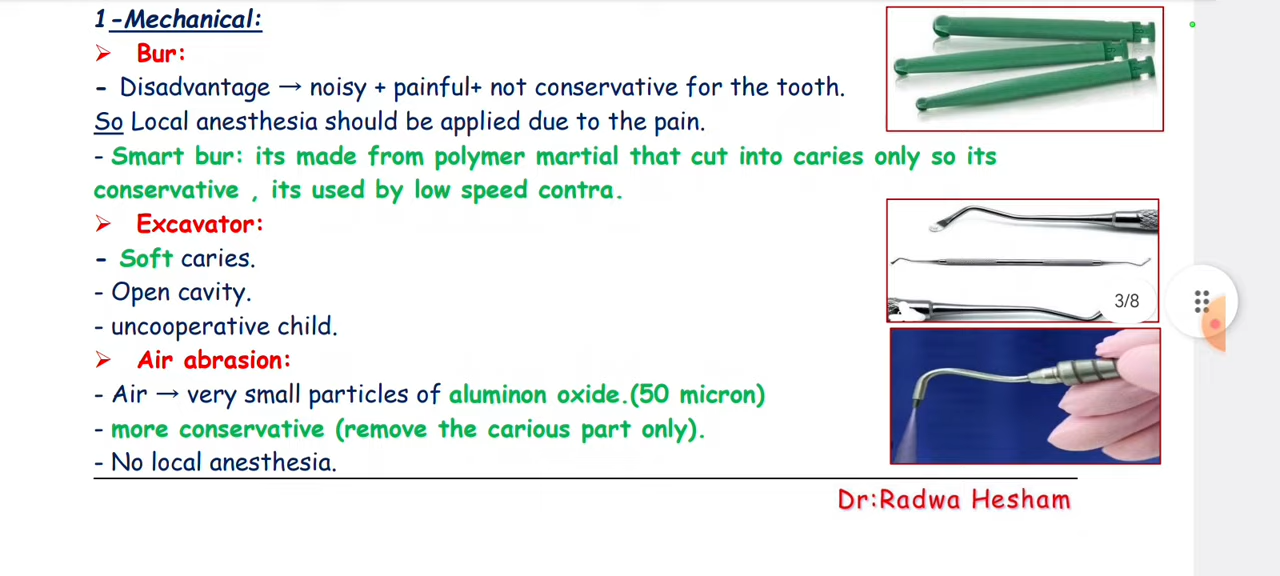 1-Mechanical:
➢ Bur:
- Disadvantage → noisy + painful+ not conservative for the tooth.
So Local anesthesia should be applied due to the pain.
- Smart bur: its made from polymer martial that cut into caries only so its
conservative , its used by low speed contra.
➢ Excavator:
- Soft caries.
- Open cavity.
- uncooperative child.
3/8
➢ Air abrasion:
- Air → very small particles of aluminon oxide.(50 micron)
- more conservative (remove the carious part only).
- No local anesthesia.
Dr:Radwa Hesham